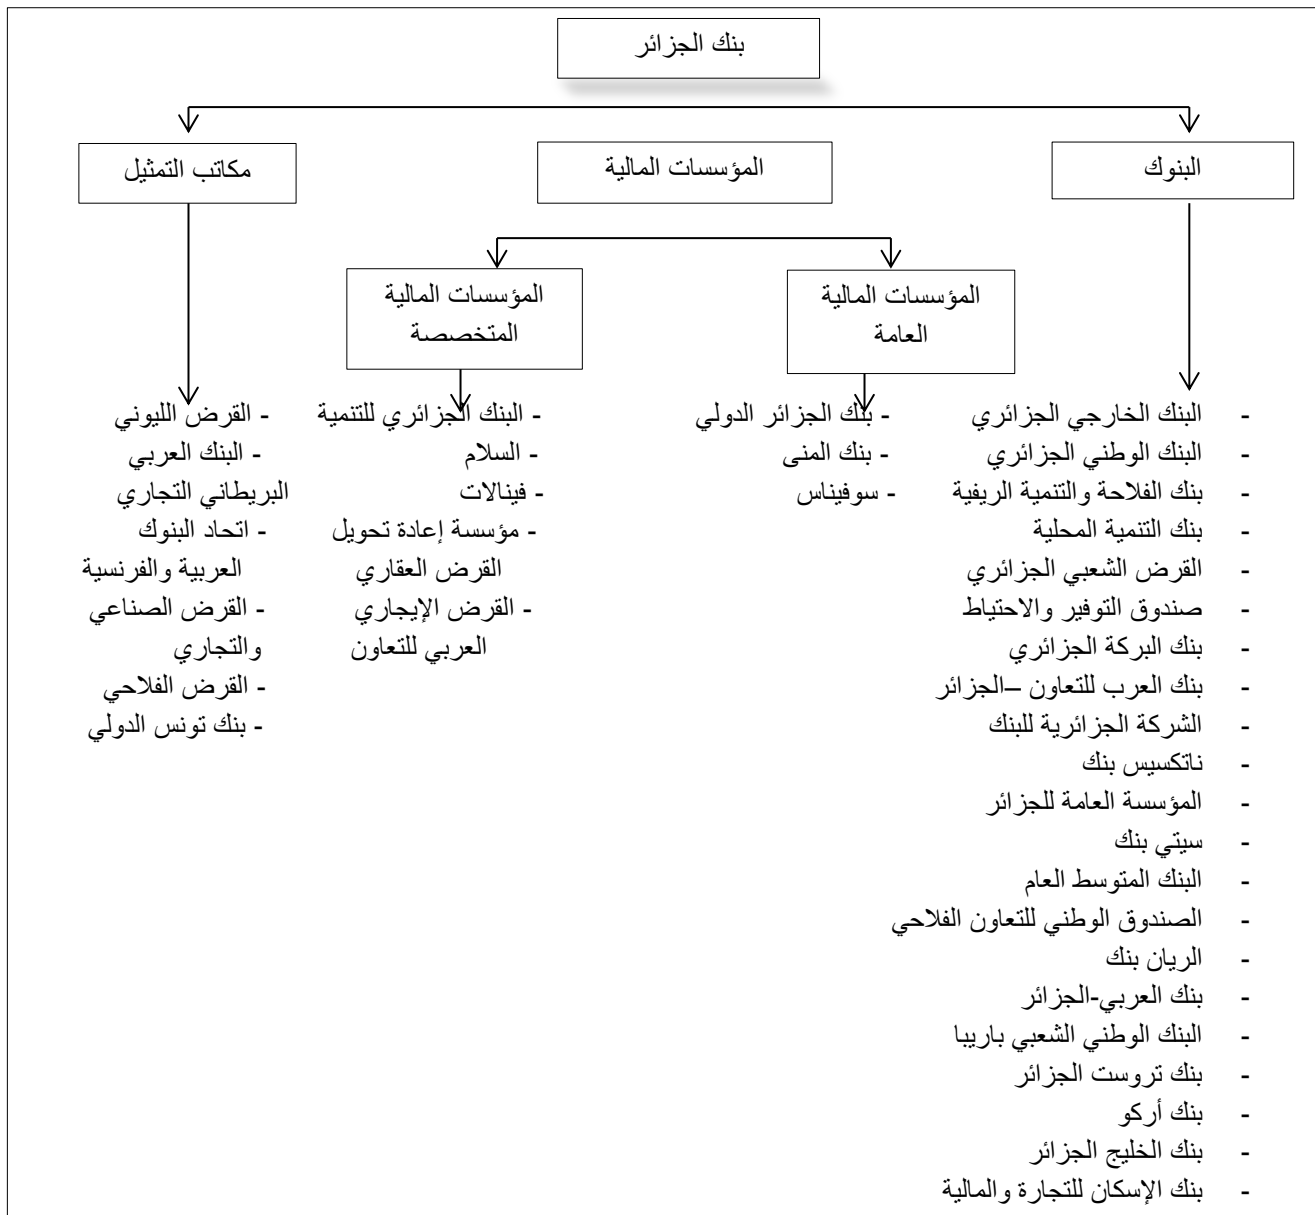 بنك الجزائر
البنوك
المؤسسات المالية
مكاتب التمثيل
المؤسسات المالية
العامة
المؤسسات المالية
المتخصصة
- البنك الخارجي الجزائري
- البنك الوطني الجزائري
- بنك الفلاحة والتنمية الريفية
- بنك التنمية المحلية
- القرض الشعبي الجزائري
- صندوق التوفير والاحتياط
- بنك البركة الجزائري
- بنك العرب للتعاون –الجزائر
- الشركة الجزائرية للبنك
- ناتكسيس بنك
- المؤسسة العامة للجزائر
- سيتي بنك
- البنك المتوسط العام
- الصندوق الوطني للتعاون الفلاحي
- الريان بنك
- بنك العربي-الجزائر
- البنك الوطني الشعبي باريبا
- بنك تروست الجزائر
- بنك أركو
- بنك الخليج الجزائر
- بنك الإسكان للتجارة والمالية
- بنك الجزائر الدولي
- بنك المنى
- سوفيناس
- البنك الجزائري للتنمية
- السلام
- فينالات
- مؤسسة إعادة تحويل
القرض العقاري
- القرض الإيجاري
العربي للتعاون
- القرض الليوني
- البنك العربي
البريطاني التجاري
- اتحاد البنوك
العربية والفرنسية
- القرض الصناعي
والتجاري
- القرض الفلاحي
- بنك تونس الدولي